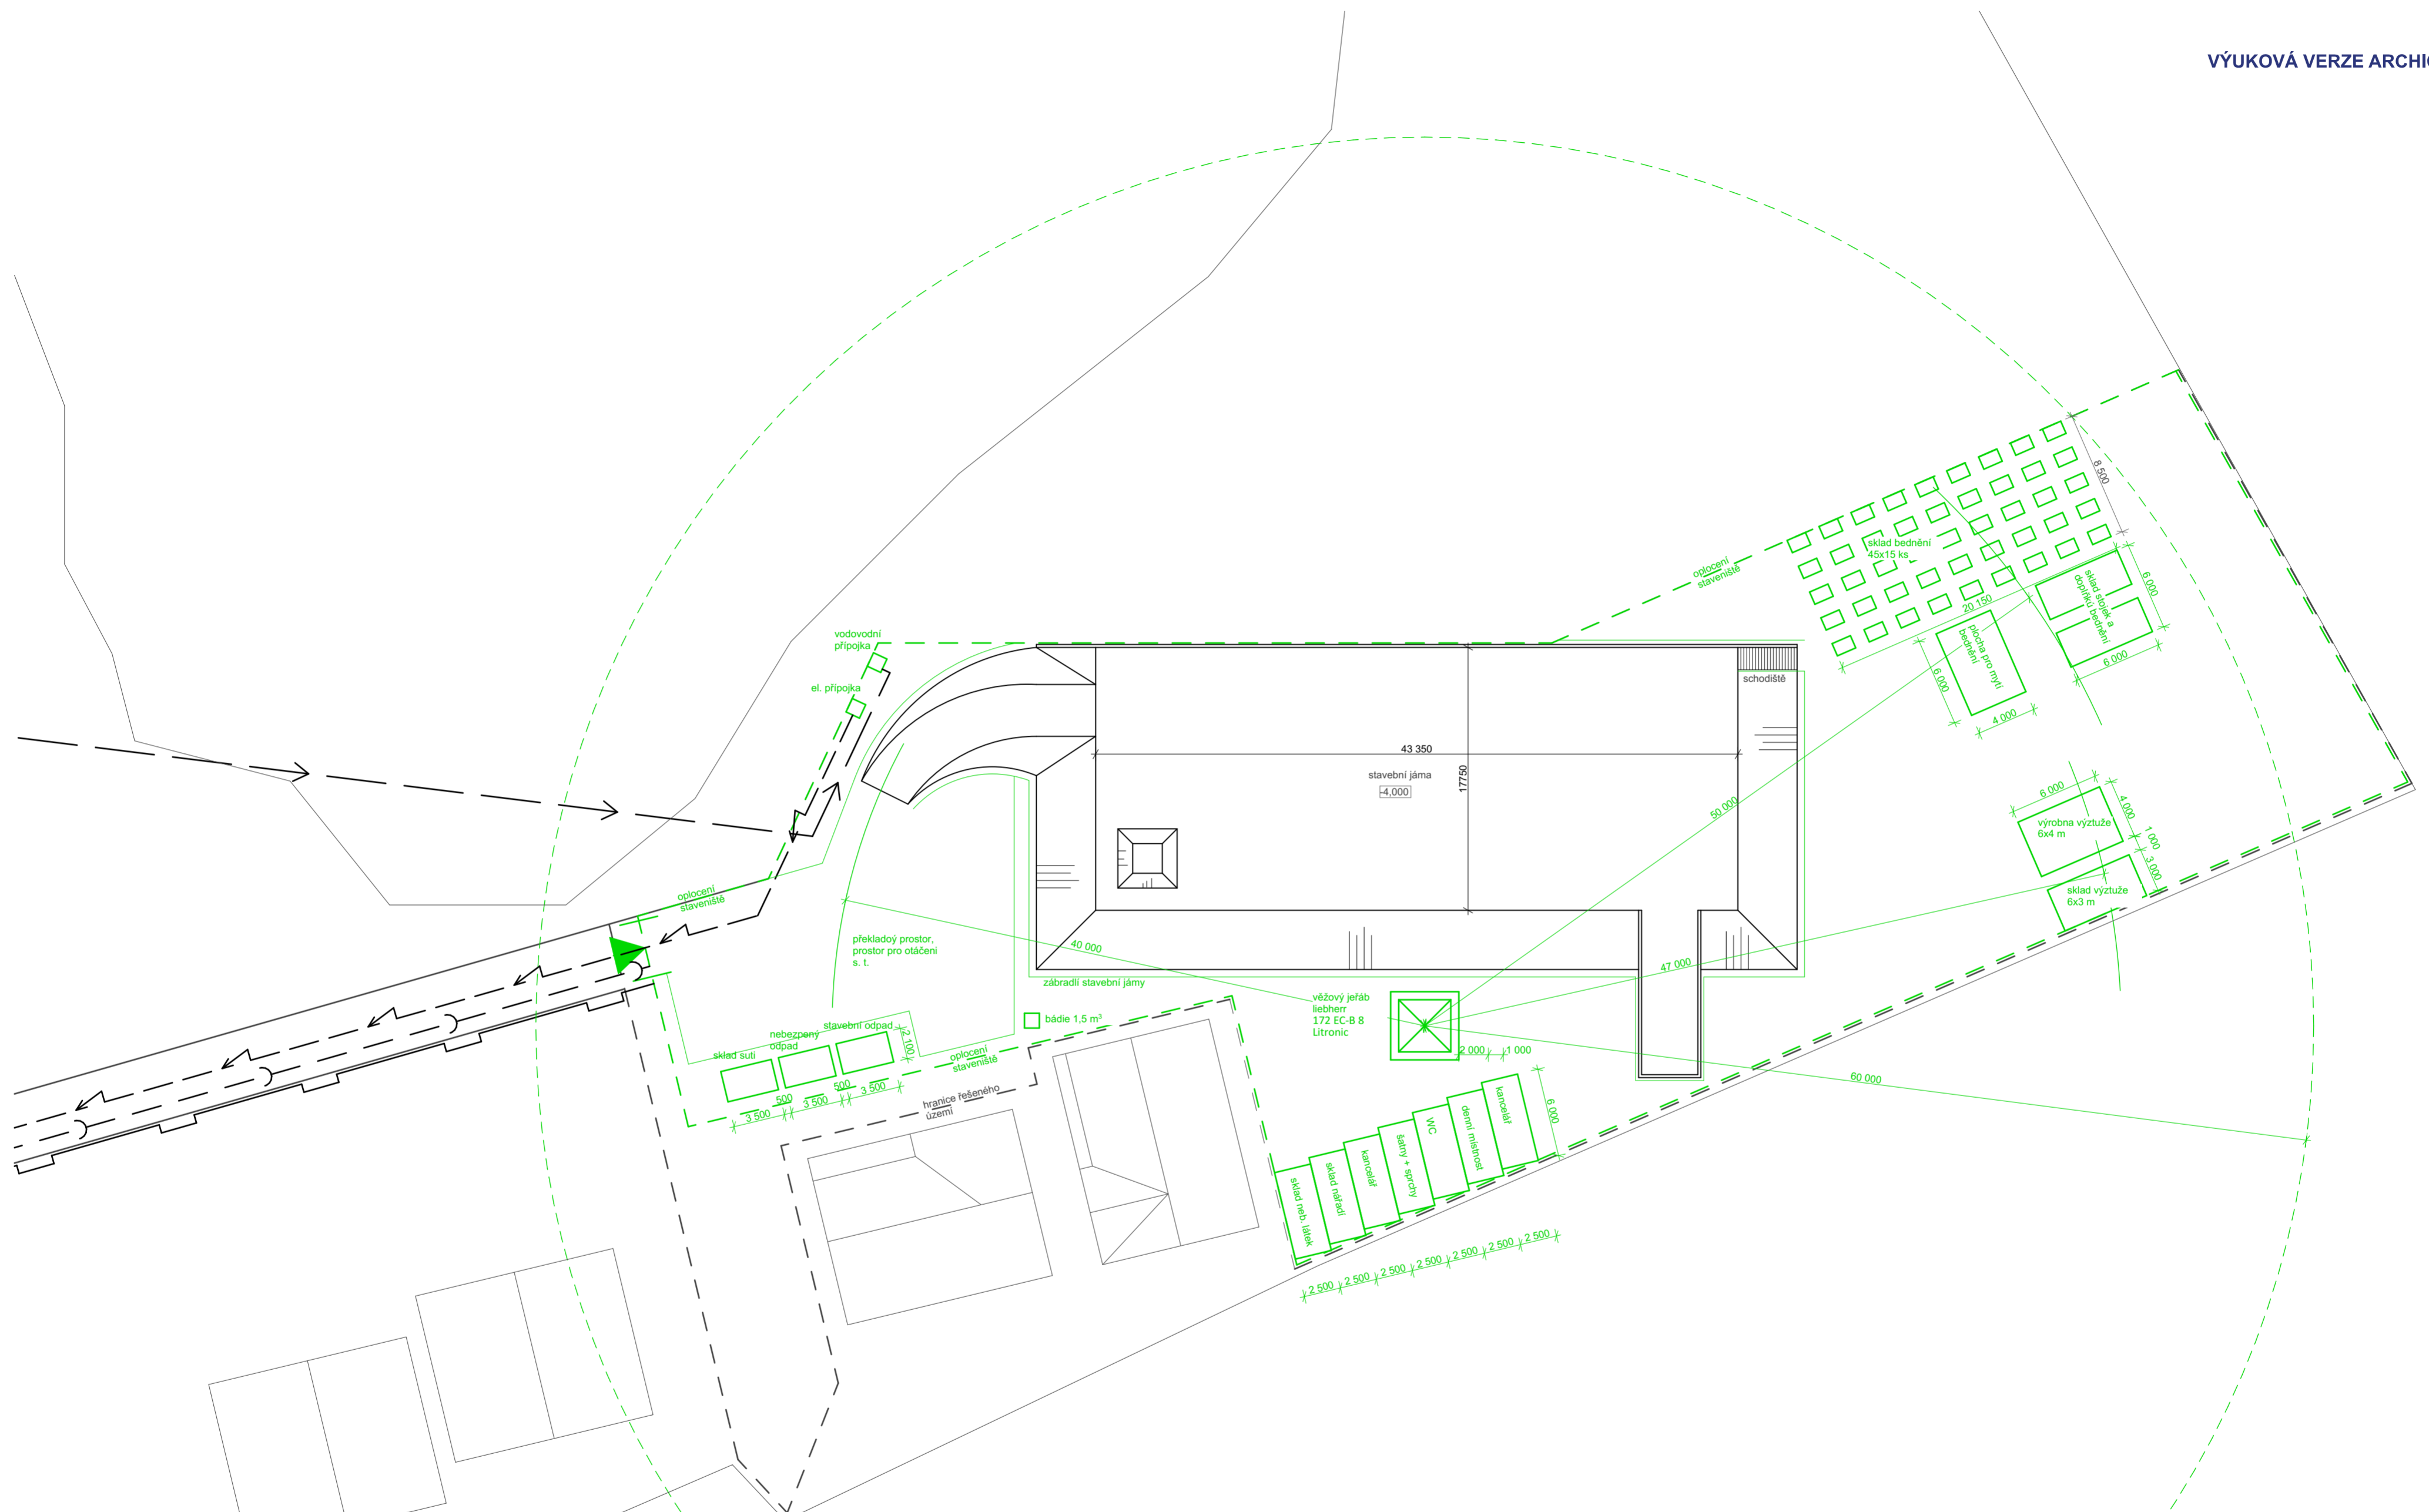 VÝUKOVÁ VERZE ARCHI
8 500
sklad bednění
45x15 ks
oplocení
staveniště
20 150
sklad stojek a
doplňků bednění
6 000
6 000
plocha pro mytí
bednění
6 000
4 000
vodovodní
přípojka
el. přípojka
schodiště
43 350
17750
stavební jáma
-4,000
50 000
6 000
4 000
1 000
3 000
výrobna výztuže
6x4 m
sklad výztuže
6x3 m
oplocení
staveniště
překladoý prostor,
prostor pro otáčeni
s. t.
40 000
47 000
zábradlí stavební jámy
věžový jeřáb
liebherr
172 EC-B 8
Litronic
bádie 1,5 m³
stavební odpad
nebezpený
odpad
sklad suti
2 100
oplocení
staveniště
2 000
1 000
60 000
500
3 500
500
3 500
3 500
hranice řešeného
území
6 000
kancelář
denní místnost
WC
šatny + sprchy
kancelář
sklad nářadí
sklad neb. látek
2 500
2 500
2 500
2 500
2 500
2 500
2 500